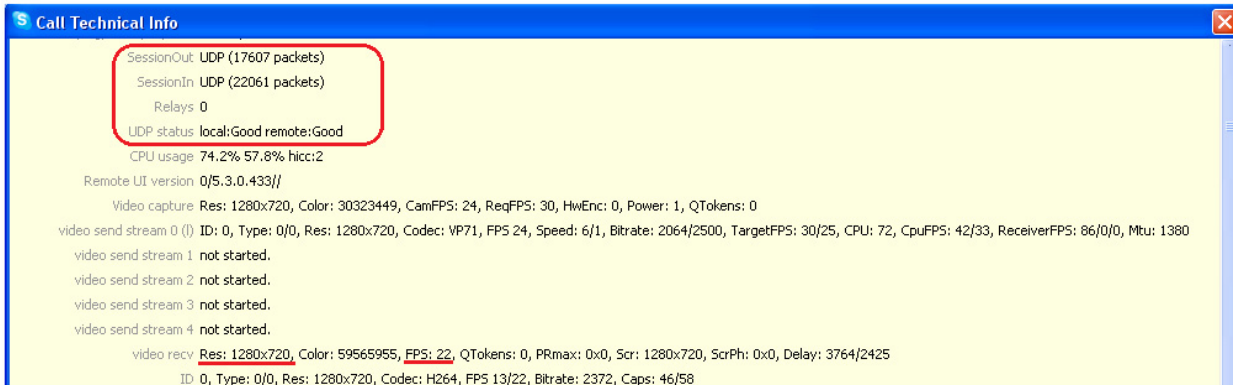 Call Technical Info
SessionOut UDP (17607 packets)
SessionIn UDP (22061 packets)
Relays 0
UDP status local:Good remote:Good
CPU usage 74.2% 57.8% hicc:2
Remote UI version 0/5.3.0.433//
Video capture Res: 1280x720, Color: 30323449, CamFPS: 24, ReqFPS: 30, HwEnc: 0, Power: 1, QTokens: 0
video send stream 0 (l) ID: 0, Type: 0/0, Res: 1280x720, Codec: VP71, FPS 24, Speed: 6/1, Bitrate: 2064/2500, TargetFPS: 30/25, CPU: 72, CpuFPS: 42/33, ReceiverFPS: 86/0/0, Mtu: 1380
video send stream 1 not started.
video send stream 2 not started.
video send stream 3 not started.
video send stream 4 not started.
video recv Res: 1280x720, Color: 59565955, FPS: 22, QTokens: 0, PRmax: 0x0, Scr: 1280x720, ScrPh: 0x0, Delay: 3764/2425
ID 0, Type: 0/0, Res: 1280x720, Codec: H264, FPS 13/22, Bitrate: 2372, Caps: 46/58